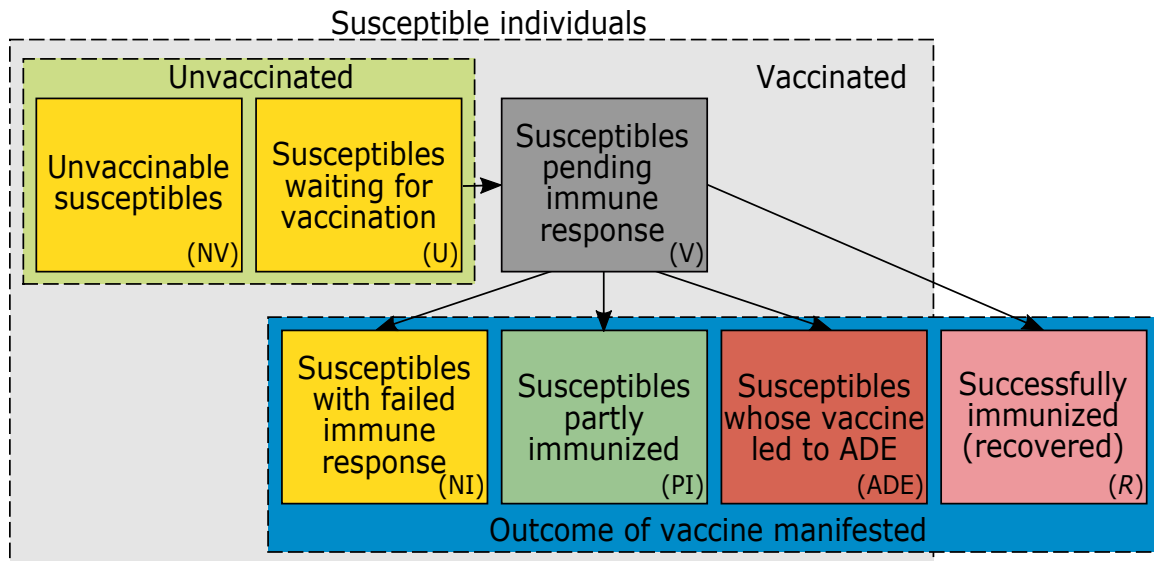 Susceptible individuals
Unvaccinated
Vaccinated
Unvaccinable
susceptibles
(NV)
Susceptibles
waiting for
vaccination
(U)
Susceptibles
pending
immune
response
(V)
Susceptibles
with failed
immune
response
(NI)
Susceptibles
partly
immunized
(PI)
Susceptibles
whose vaccine
led to ADE
(ADE)
Successfully
immunized
(recovered)
(R)
Outcome of vaccine manifested